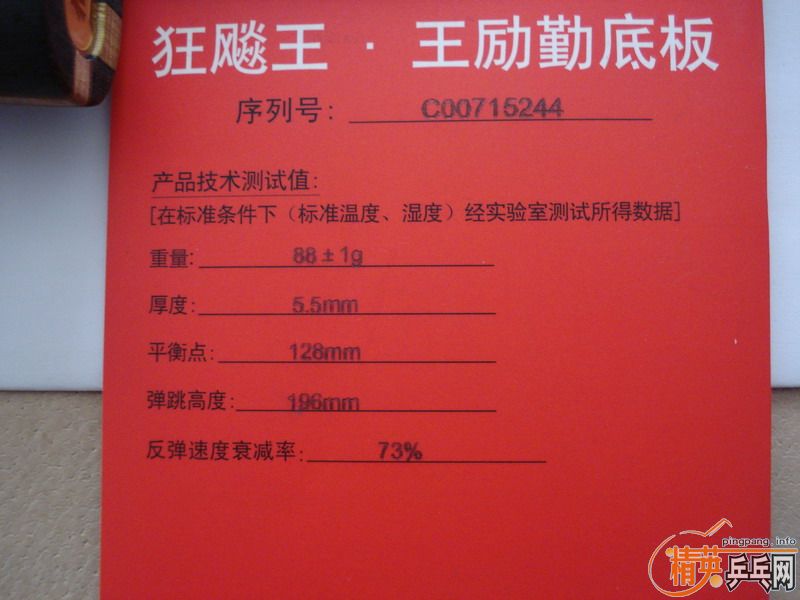 狂飚王·王励勤底板
序列号: C00715244
产品技术测试值:
[在标准条件下（标准温度、湿度）经实验室测试所得数据]
重量: 88±1g
厚度: 5.5mm
平衡点: 128mm
弹跳高度: 196mm
反弹速度衰减率: 73%
pingpang.info
精英乒乓网